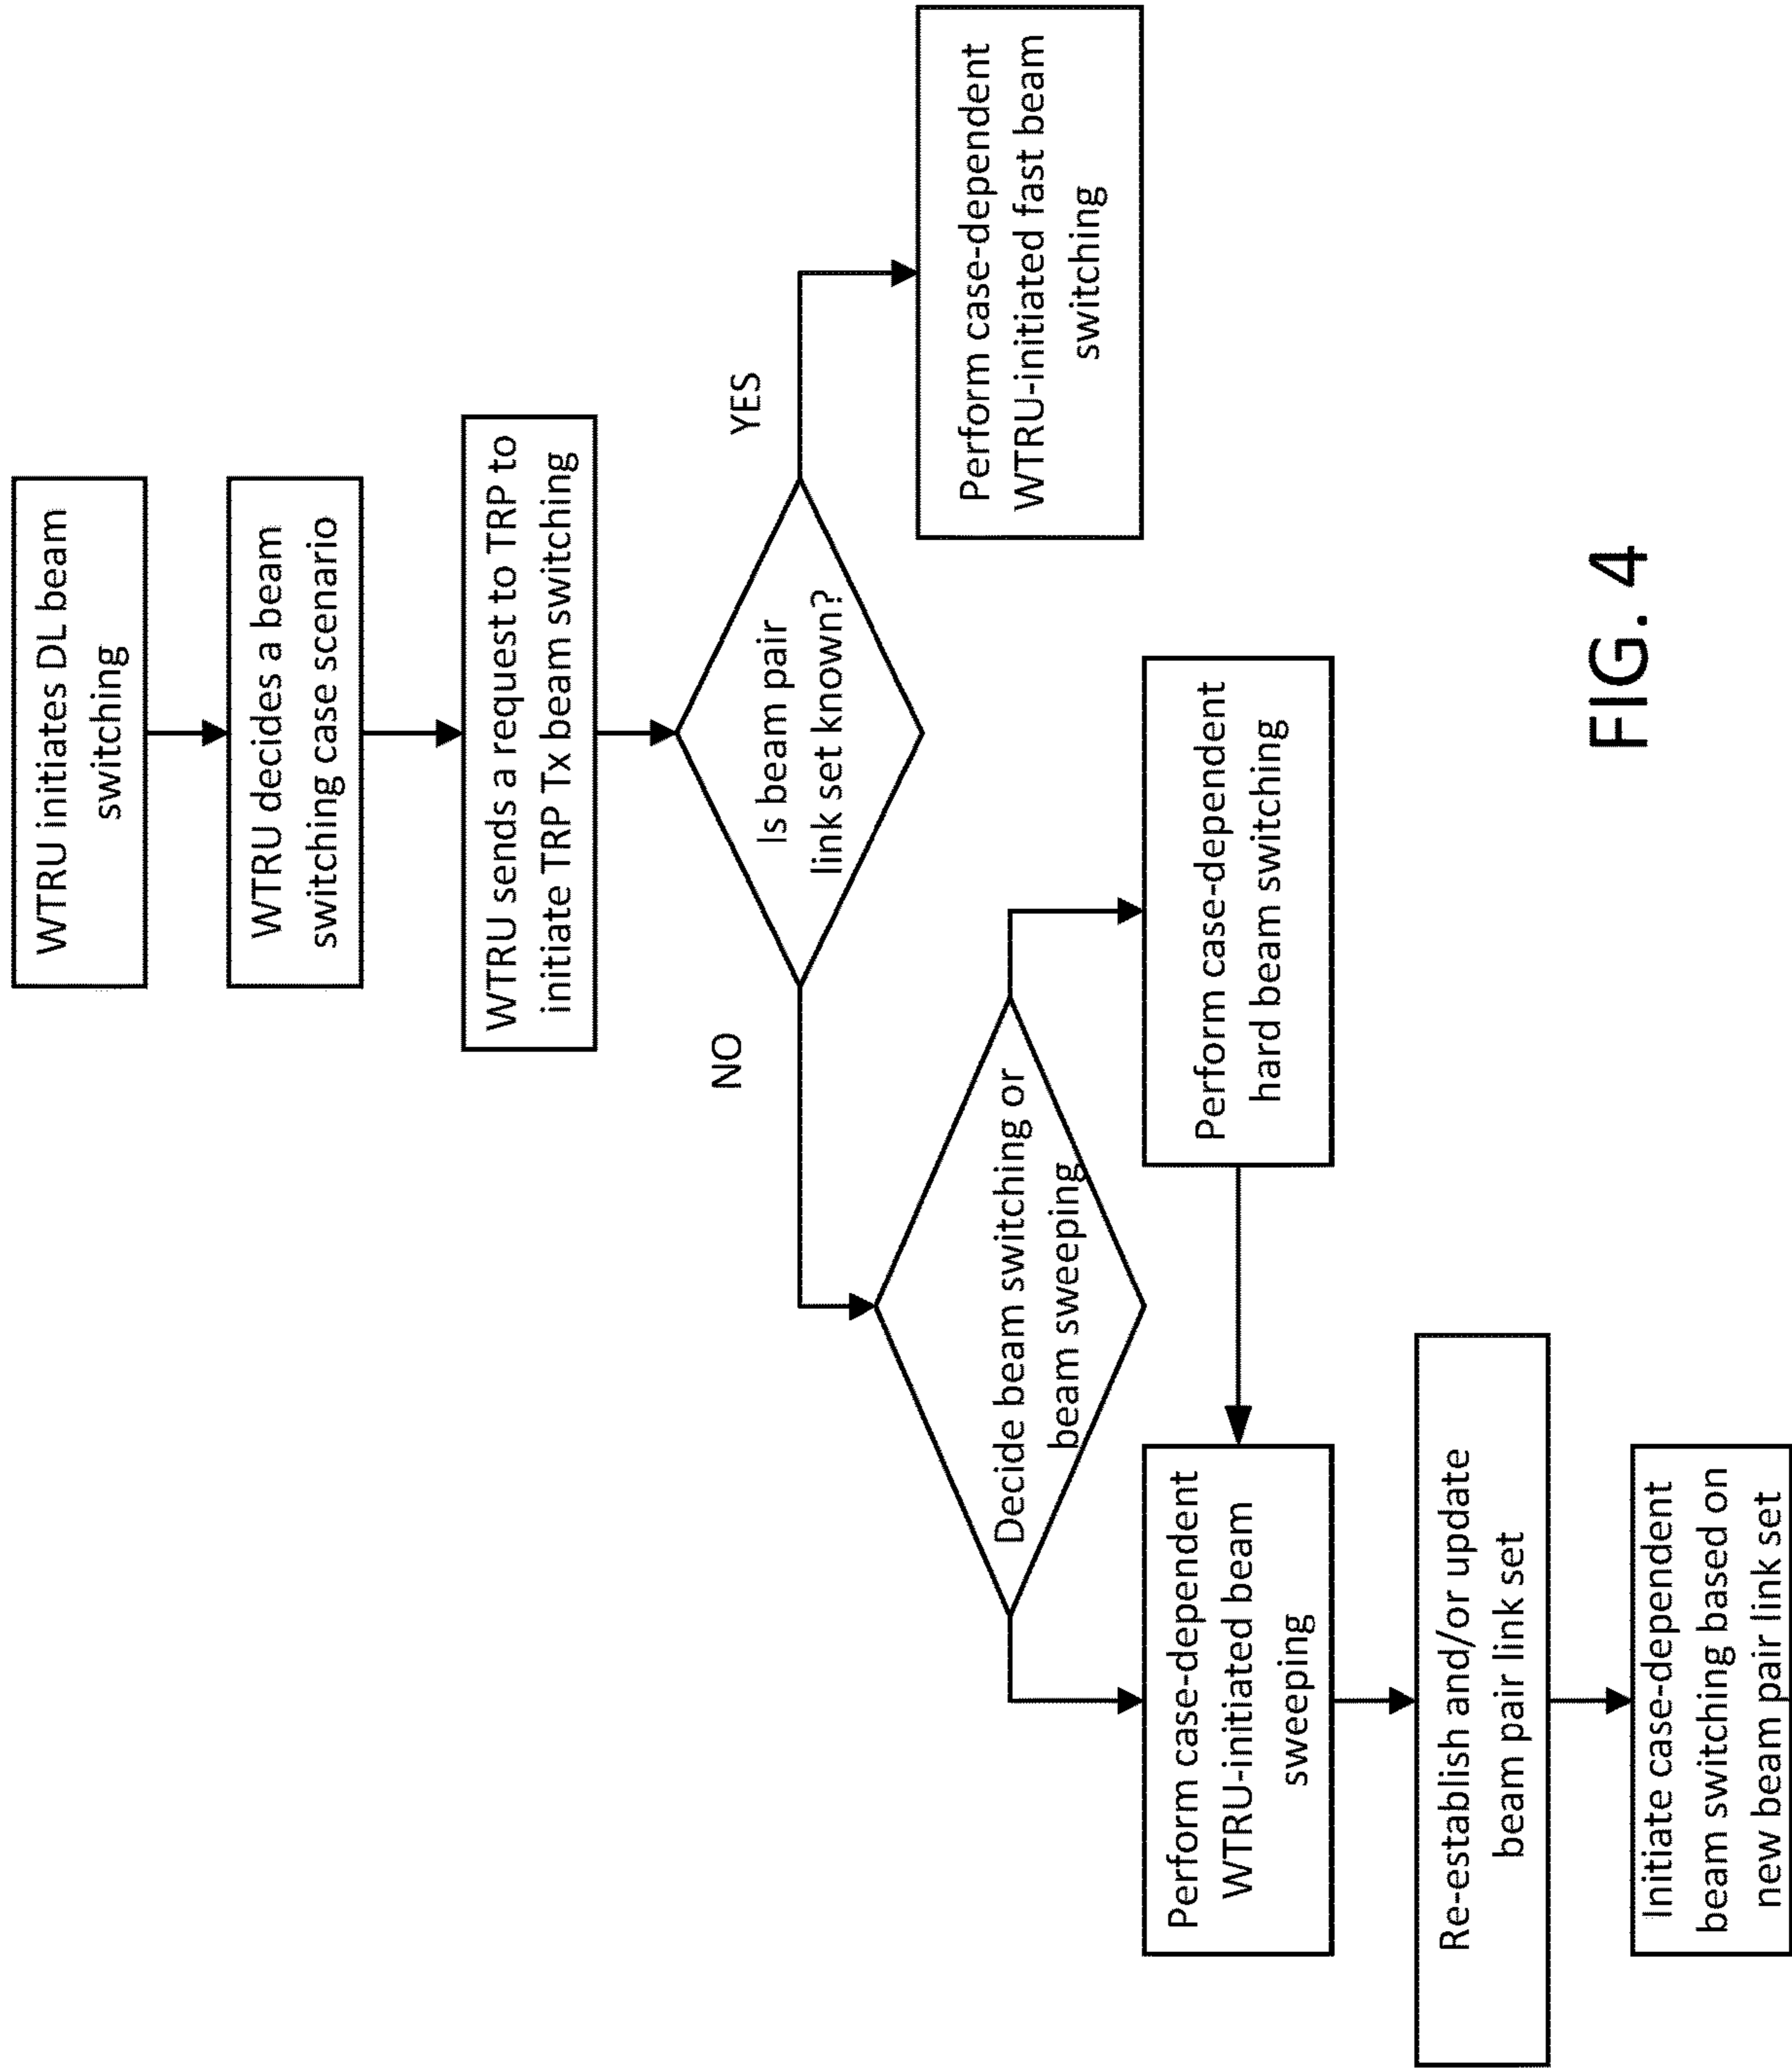 WTRU initiates DL beam
switching
WTRU decides a beam
switching case scenario
WTRU sends a request to TRP to
initiate TRP Tx beam switching
Is beam pair
link set known?
NO
YES
Decide beam switching or
beam sweeping
Perform case-dependent
WTRU-initiated fast beam
switching
Perform case-dependent
WTRU-initiated beam
sweeping
Perform case-dependent
hard beam switching
Re-establish and/or update
beam pair link set
Initiate case-dependent
beam switching based on
new beam pair link set
FIG. 4